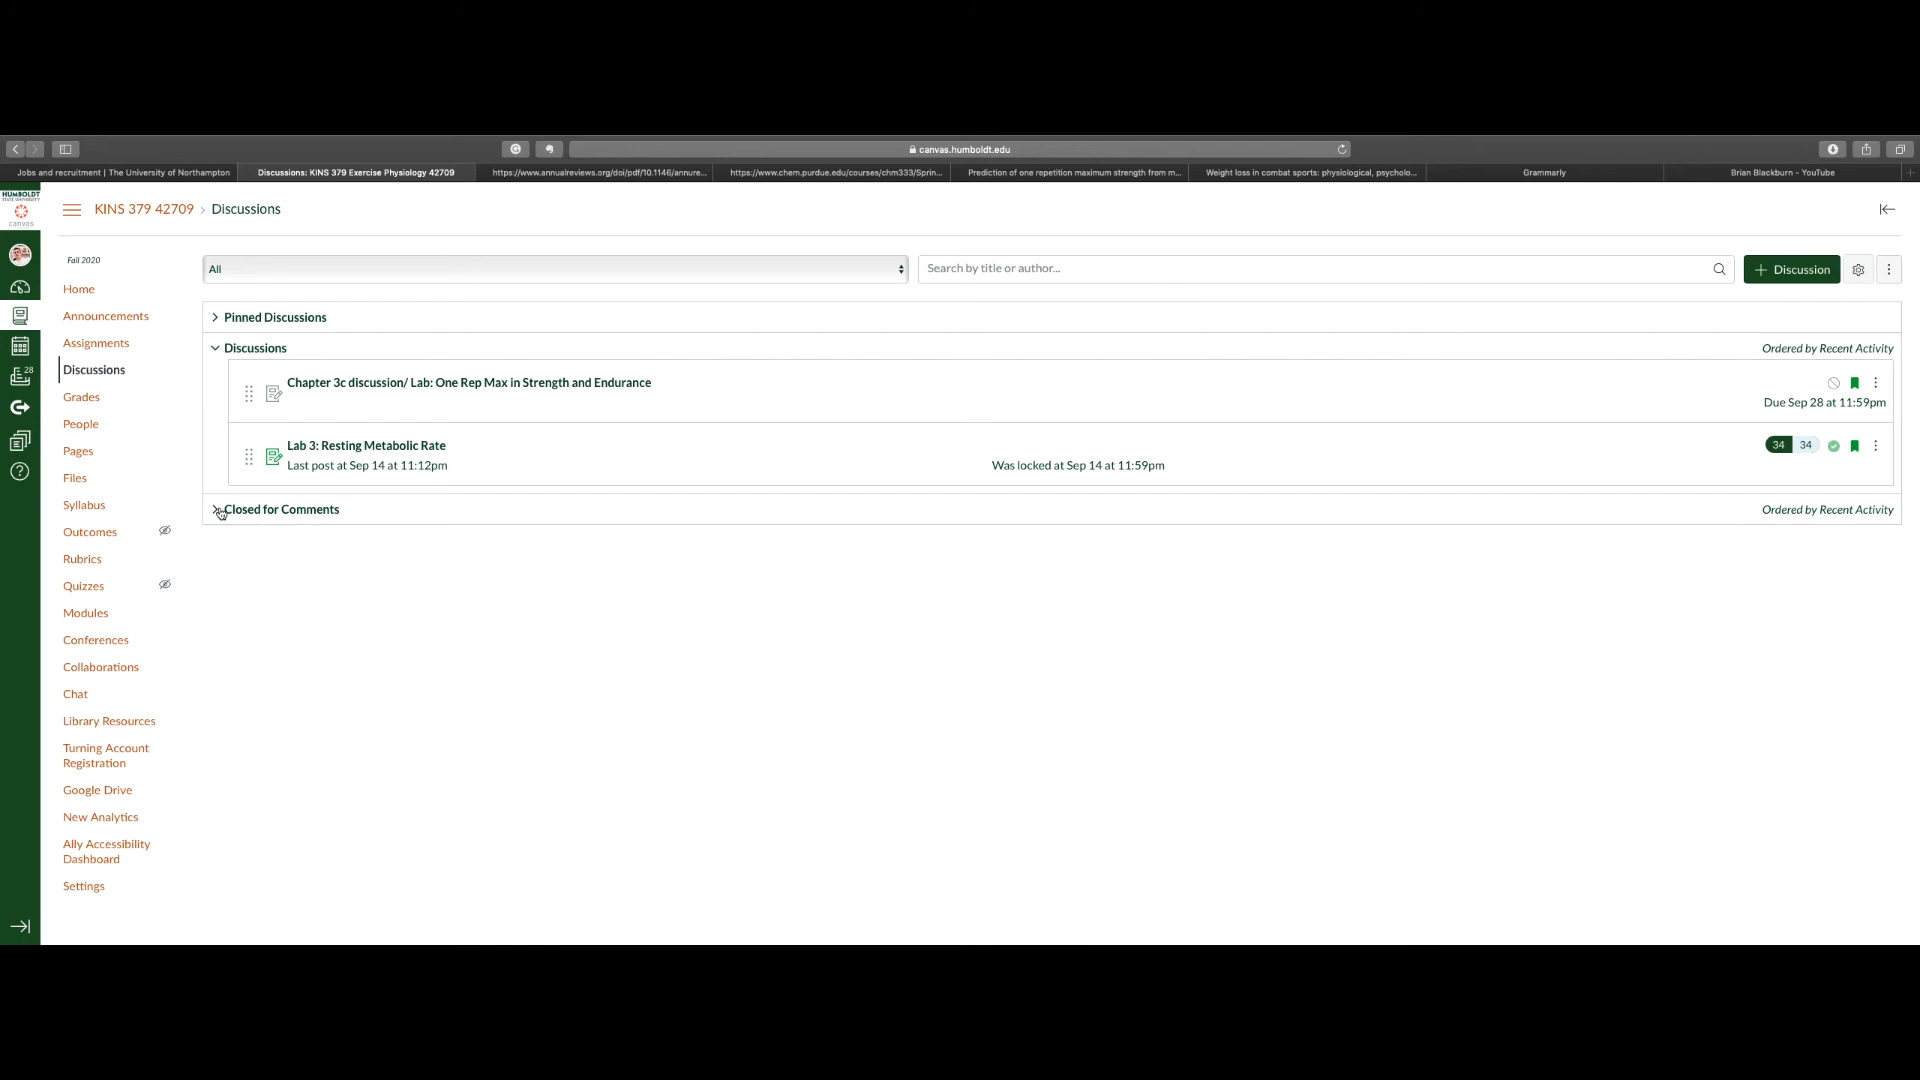 canvas.humboldt.edu
Jobs and recruitment | The University of Northampton
Discussions: KINS 379 Exercise Physiology 42709
https://www.annualreviews.org/doi/pdf/10.1146/annure...
https://www.chem.purdue.edu/courses/chm333/Sprin...
Prediction of one repetition maximum strength from m...
Weight loss in combat sports: physiological, psycholo...
Grammarly
Brian Blackburn - YouTube
HUMBOLDT
STATE UNIVERSITY
canvas
KINS 379 42709 › Discussions
Fall 2020
All
Search by title or author...
+ Discussion
Home
Announcements
Assignments
Discussions
Grades
People
Pages
Files
Syllabus
Outcomes
Rubrics
Quizzes
Modules
Conferences
Collaborations
Chat
Library Resources
Turning Account
Registration
Google Drive
New Analytics
Ally Accessibility
Dashboard
Settings
28
Pinned Discussions
Discussions
Ordered by Recent Activity
Chapter 3c discussion/ Lab: One Rep Max in Strength and Endurance
Due Sep 28 at 11:59pm
Lab 3: Resting Metabolic Rate
34 34
Last post at Sep 14 at 11:12pm
Was locked at Sep 14 at 11:59pm
Closed for Comments
Ordered by Recent Activity